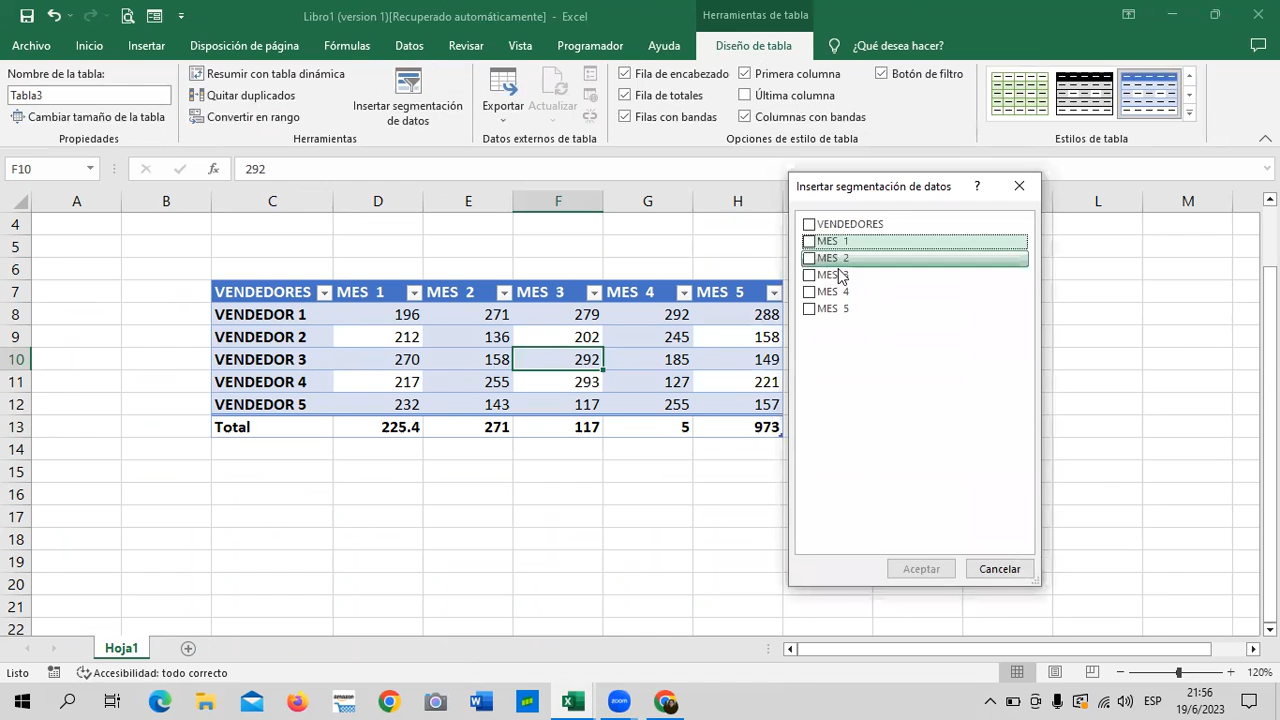 Libro1 (version 1)[Recuperado automáticamente] - Excel
Herramientas de tabla
Archivo Inicio Insertar Disposición de página Fórmulas Datos Revisar Vista Programador Ayuda Diseño de tabla ¿Qué desea hacer?
Nombre de la tabla:
Tabla3
Cambiar tamaño de la tabla
Propiedades
Resumir con tabla dinámica
Quitar duplicados
Convertir en rango
Insertar segmentación de datos
Herramientas
Exportar Actualizar
Datos externos de tabla
Fila de encabezado Primera columna Botón de filtro
Fila de totales Última columna
Filas con bandas Columnas con bandas
Opciones de estilo de tabla
Estilos de tabla
F10 fx 292
A B C D E F G H L M
4
5
6
7 VENDEDORES MES 1 MES 2 MES 3 MES 4 MES 5
8 VENDEDOR 1 196 271 279 292 288
9 VENDEDOR 2 212 136 202 245 158
10 VENDEDOR 3 270 158 292 185 149
11 VENDEDOR 4 217 255 293 127 221
12 VENDEDOR 5 232 143 117 255 157
13 Total 225.4 271 117 5 973
14
15
16
17
18
19
20
21
22
Insertar segmentación de datos ?
VENDEDORES
MES 1
MES 2
MES 3
MES 4
MES 5
Aceptar Cancelar
Hoja1
Listo Accesibilidad: todo correcto 120%
ESP 21:56
19/6/2023